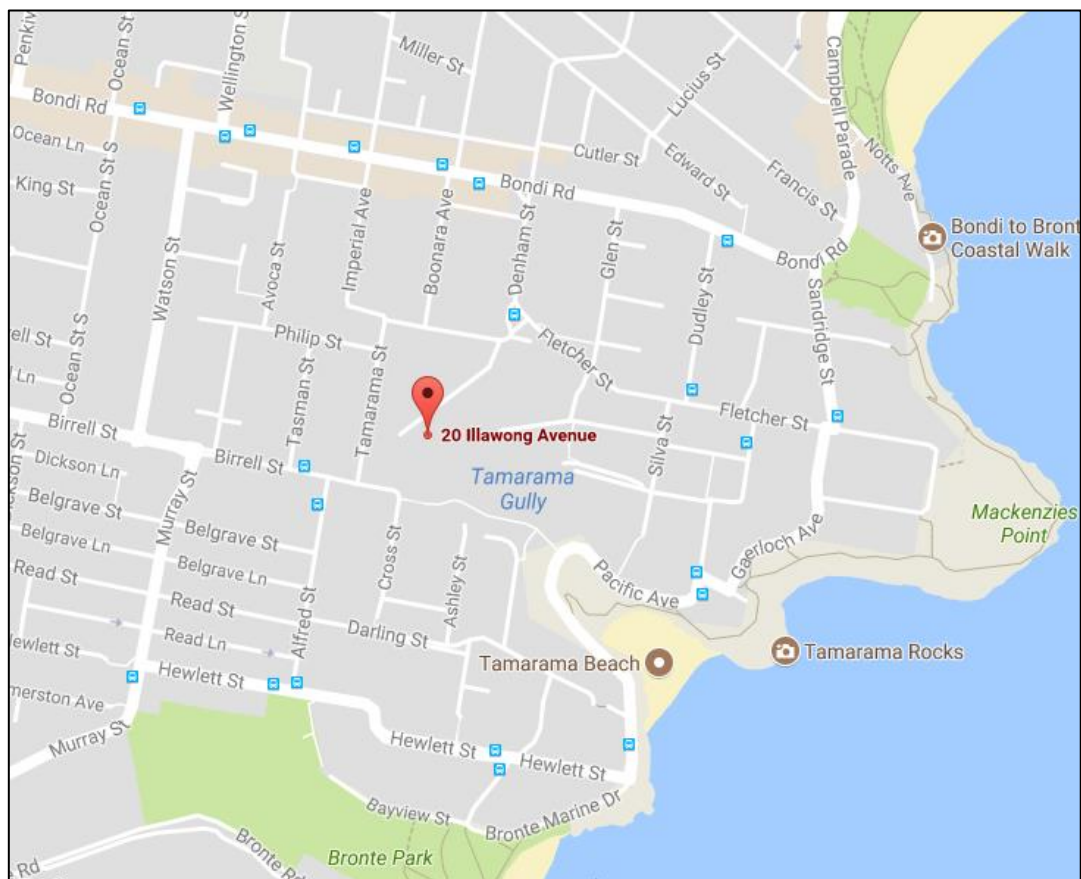 Penkiv
Ocean St
Wellington S
Miller St
Lucius St
Campbell Parade
Bondi Rd
Ocean Ln
Ocean St S
King St
Cutler St
Edward St
Francis St
Notts Ave
Bondi Rd
Bondi to Bront
Coastal Walk
Bondi Rd
Watson St
Avoca St
Imperial Ave
Boonara Ave
Denham St
Glen St
Dudley St
Sandridge St
rell St
Ln
Ocean St S
Philip St
Tasman St
Tamarama St
Fletcher St
Fletcher St
Silva St
Birrell St
20 Illawong Avenue
Birrell St
Tamarama
Gully
Dickson Ln
ckson St
Murray St
Belgrave St
Belgrave St
Belgrave Ln
Belgrave Ln
Mackenzies
Point
Cross St
Ashley St
Gaerloch Ave
Pacific Ave
Read St
Read St
Alfred St
Read Ln
Darling St
Hewlett St
Tamarama Beach
Tamarama Rocks
Hewlett St
merston Ave
Murray St
Hewlett St
Hewlett St
Bayview St
Bronte Marine Dr
Bronte Park
Bronte Rd
Rd